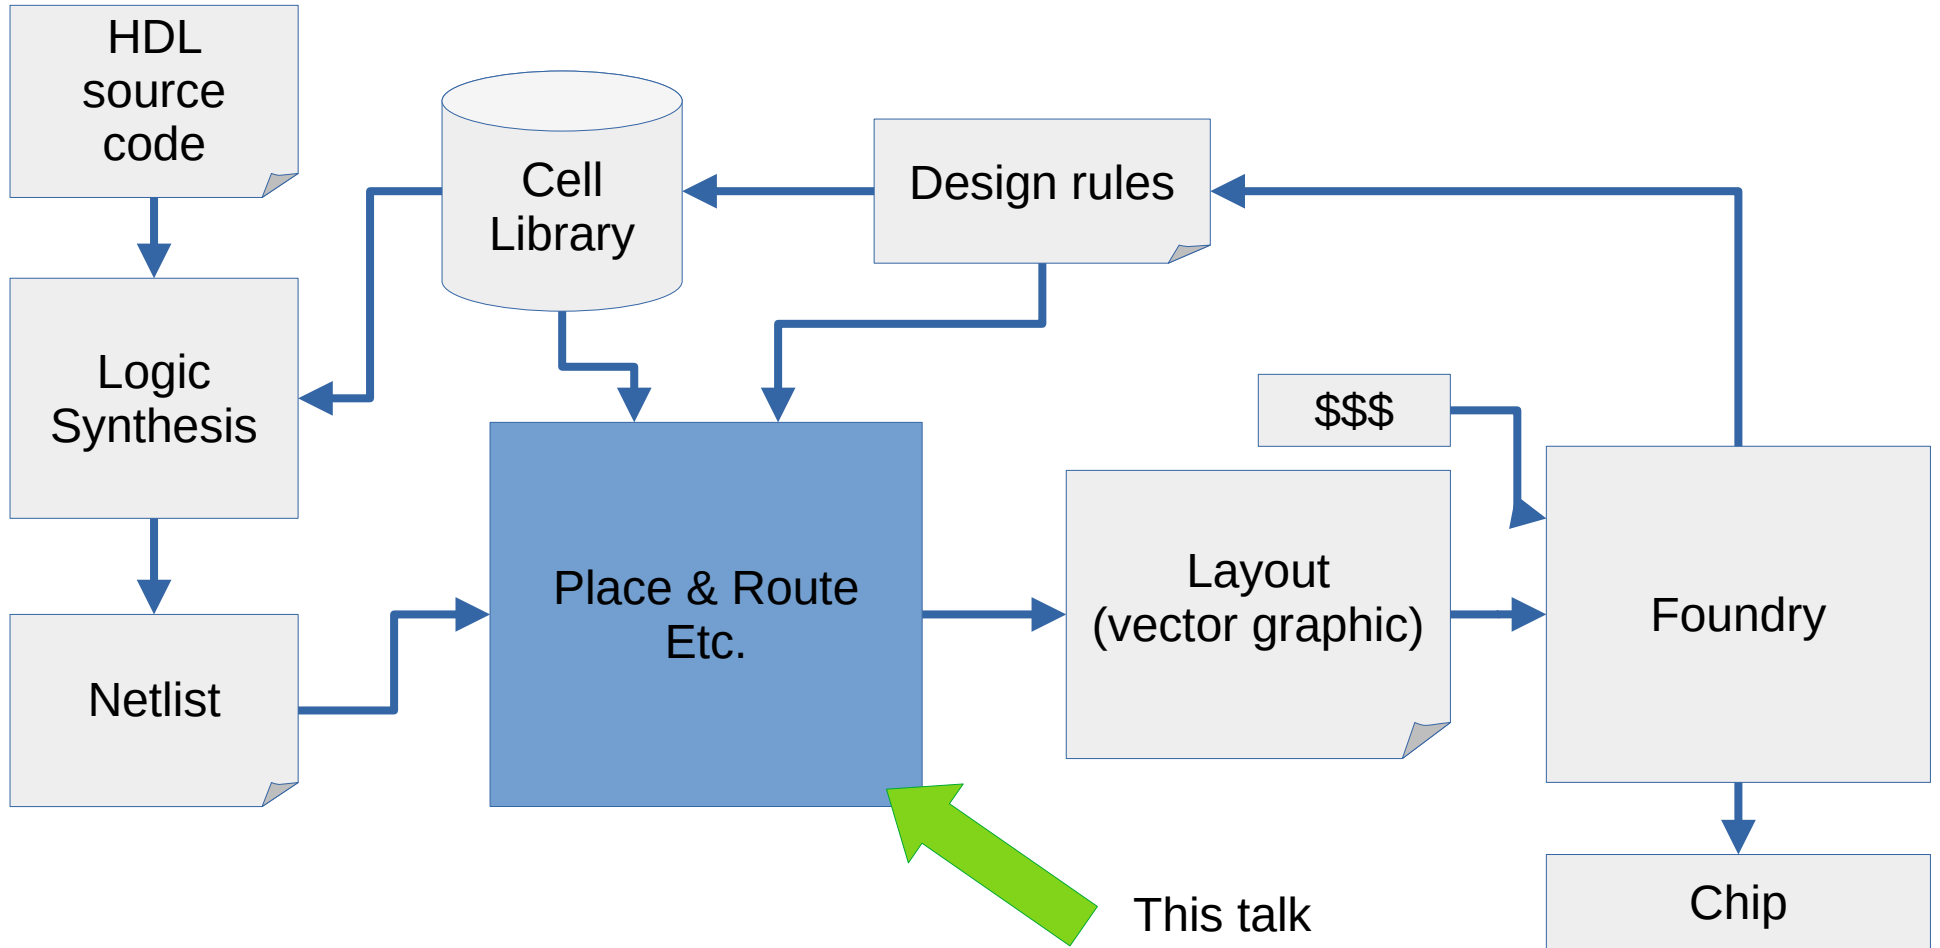 HDL
source
code
Cell
Library
Design rules
Logic
Synthesis
$$$
Place & Route
Etc.
Layout
(vector graphic)
Foundry
Netlist
This talk
Chip